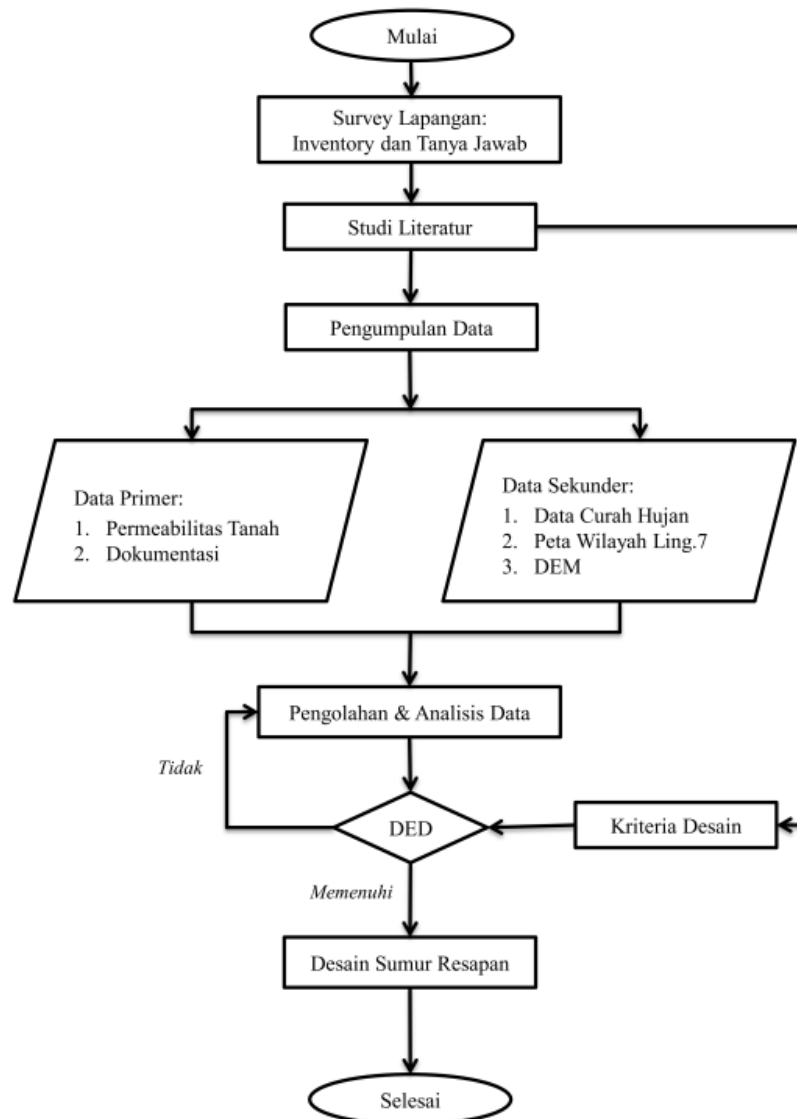 Mulai
Survey Lapangan:
Inventory dan Tanya Jawab
Studi Literatur
Pengumpulan Data
Data Primer:
1. Permeabilitas Tanah
2. Dokumentasi
Data Sekunder:
1. Data Curah Hujan
2. Peta Wilayah Ling.7
3. DEM
Pengolahan & Analisis Data
Tidak
DED
Kriteria Desain
Memenuhi
Desain Sumur Resapan
Selesai